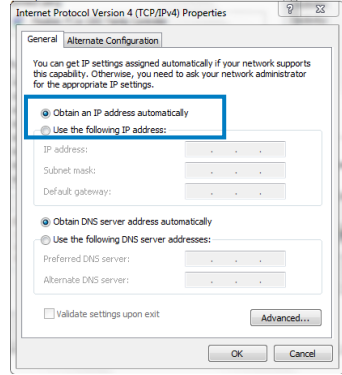 Internet Protocol Version 4 (TCP/IPv4) Properties
General
Alternate Configuration
You can get IP settings assigned automatically if your network supports
this capability. Otherwise, you need to ask your network administrator
for the appropriate IP settings.
Obtain an IP address automatically
Use the following IP address:
IP address:
Subnet mask:
Default gateway:
Obtain DNS server address automatically
Use the following DNS server addresses:
Preferred DNS server:
Alternate DNS server:
Validate settings upon exit
Advanced...
OK
Cancel